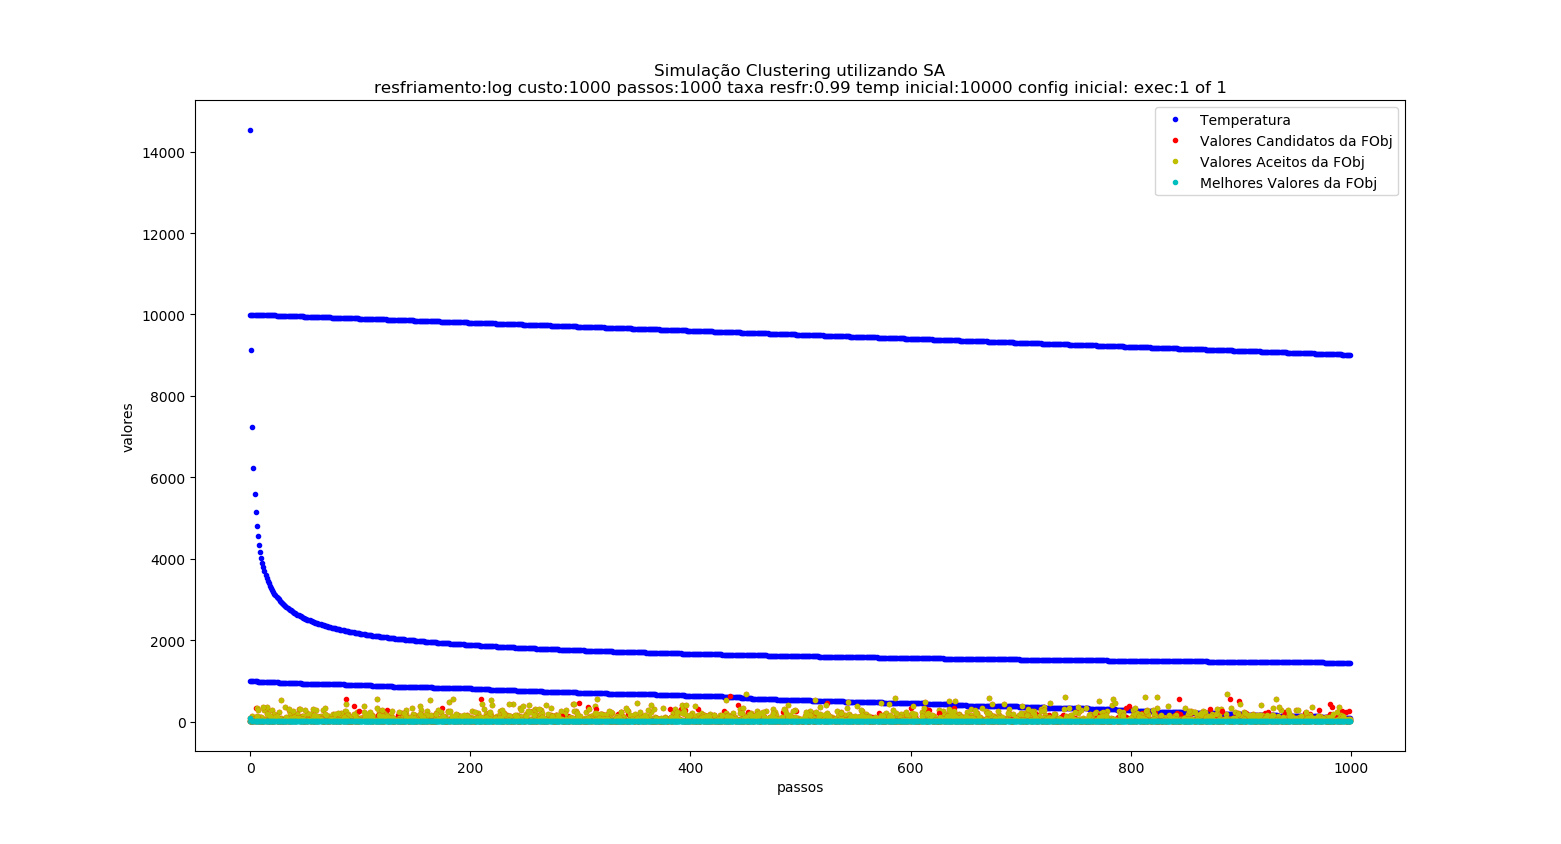 Simulação Clustering utilizando SA
resfriamento:log custo:1000 passos:1000 taxa resfr:0.99 temp inicial:10000 config inicial: exec:1 of 1
Temperatura
Valores Candidatos da FObj
Valores Aceitos da FObj
Melhores Valores da FObj
14000
12000
10000
8000
6000
4000
2000
0
valores
0 200 400 600 800 1000
passos